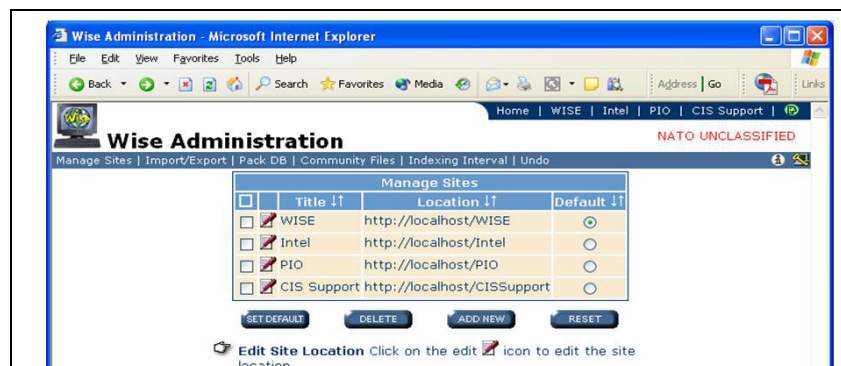 Wise Administration - Microsoft Internet Explorer
File Edit View Favorites Tools Help
Back Search Favorites Media Address Go Links
Home | WISE | Intel | PIO | CIS Support |
Wise Administration
NATO UNCLASSIFIED
Manage Sites | Import/Export | Pack DB | Community Files | Indexing Interval | Undo
Manage Sites
Title ↓↑ Location ↓↑ Default ↓↑
WISE http://localhost/WISE
Intel http://localhost/Intel
PIO http://localhost/PIO
CIS Support http://localhost/CISSupport
SET DEFAULT DELETE ADD NEW RESET
Edit Site Location Click on the edit icon to edit the site
location